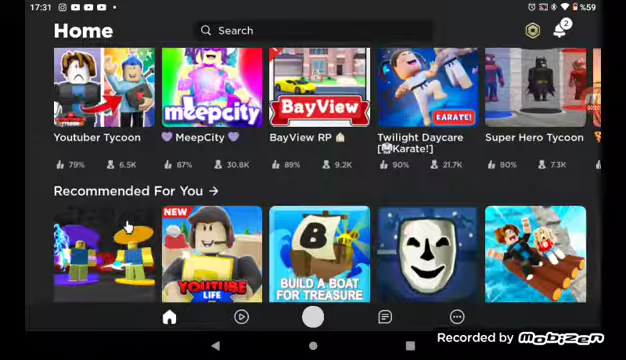 17:31
%59
Home
Search
2
meepcity
BayView
KARATE!
Youtuber Tycoon
💜 MeepCity 💜
BayView RP 🏠
Twilight Daycare
[🥋Karate!]
Super Hero Tycoon
79% 6.5K
87% 30.8K
89% 9.2K
90% 21.7K
90% 7.3K
Recommended For You →
NEW
YOUTUBE
LIFE
B
BUILD A BOAT
FOR TREASURE
Recorded by Mobizen